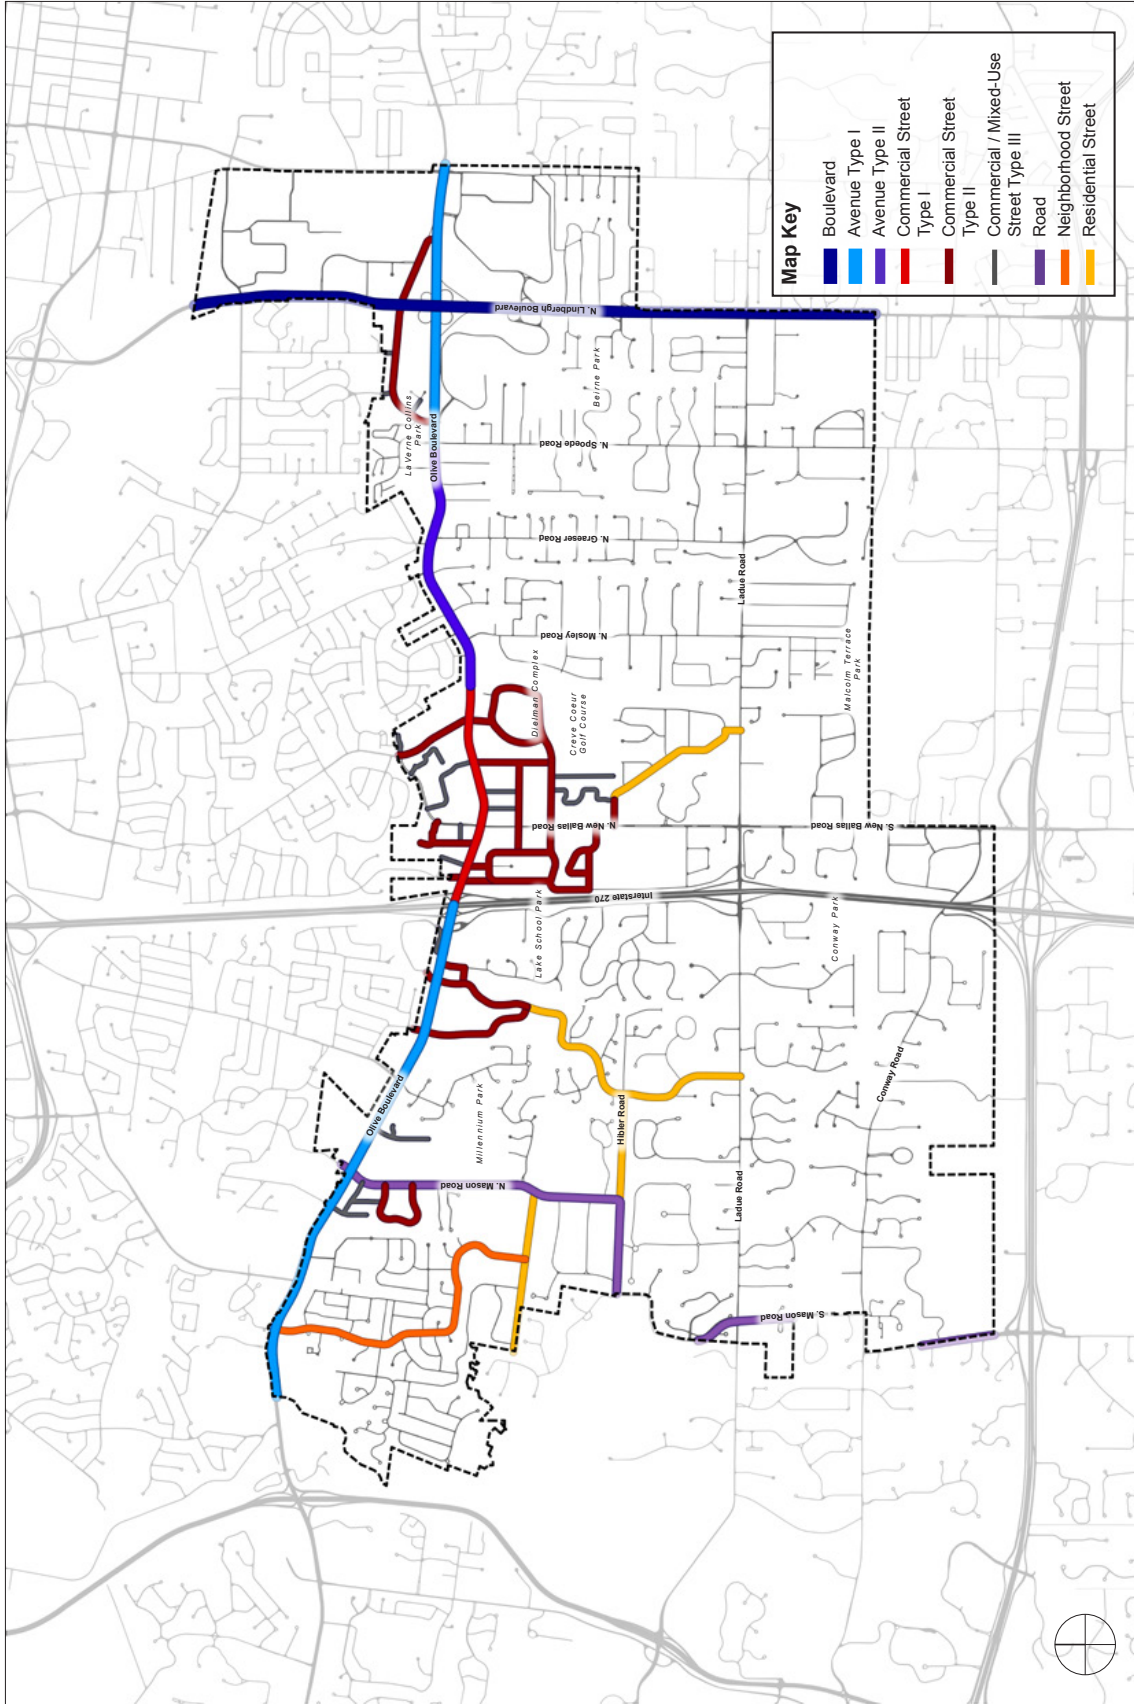 Map Key
Boulevard
Avenue Type I
Avenue Type II
Commercial Street
Type I
Commercial Street
Type II
Commercial / Mixed-Use
Street Type III
Road
Neighborhood Street
Residential Street
Olive Boulevard
N. Mason Road
Millennium Park
Hibler Road
Ladue Road
S. Mason Road
Conway Road
Lake School Park
Interstate 270
Conway Park
N. New Ballas Road
S. New Ballas Road
Dielman Complex
Creve Coeur
Golf Course
Malcolm Terrace
Park
N. Mosley Road
Ladue Road
N. Graeser Road
N. Spoede Road
Olive Boulevard
LaVerne Collins
Park
Beirne Park
N. Lindbergh Boulevard